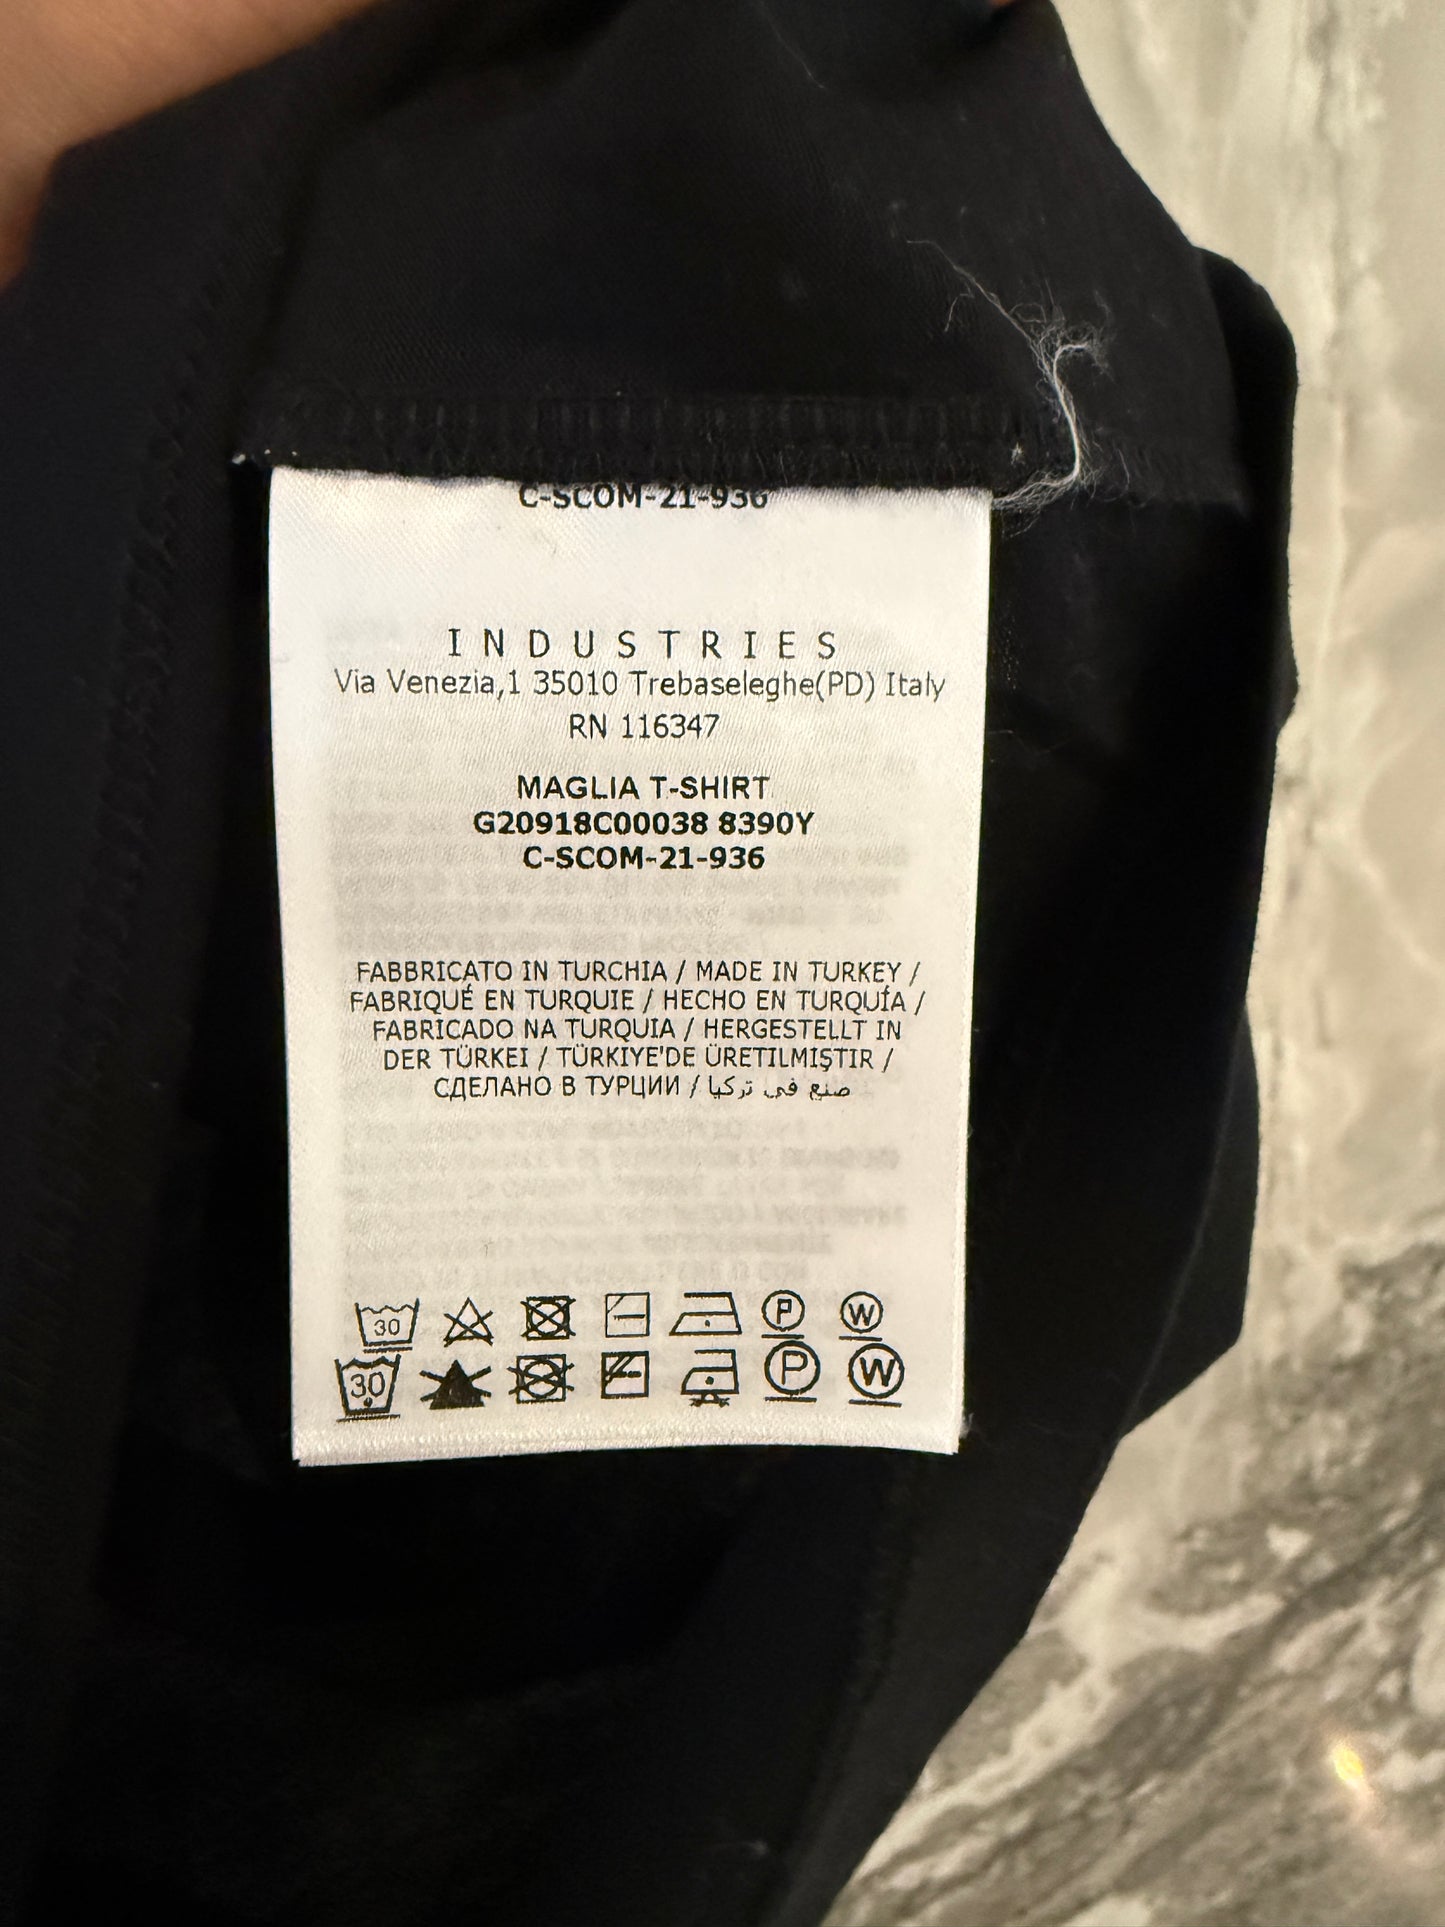 C-SCOM-21-936
INDUSTRIES
Via Venezia,1 35010 Trebaseleghe(PD) Italy
RN 116347
MAGLIA T-SHIRT
G20918C00038 8390Y
C-SCOM-21-936
FABBRICATO IN TURCHIA / MADE IN TURKEY /
FABRIQUÉ EN TURQUIE / HECHO EN TURQUÍA /
FABRICADO NA TURQUIA / HERGESTELLT IN
DER TÜRKEI / TÜRKIYE'DE ÜRETILMIŞTIR /
СДЕЛАНО В ТУРЦИИ / صنع في تركيا
30 P W
30 P W